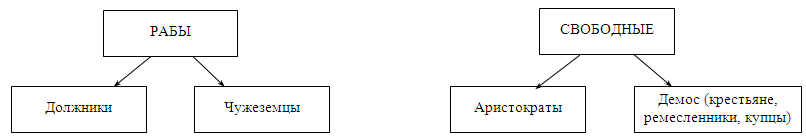 РАБЫ
СВОБОДНЫЕ
Должники
Чужеземцы
Аристократы
Демос (крестьяне,
ремесленники, купцы)